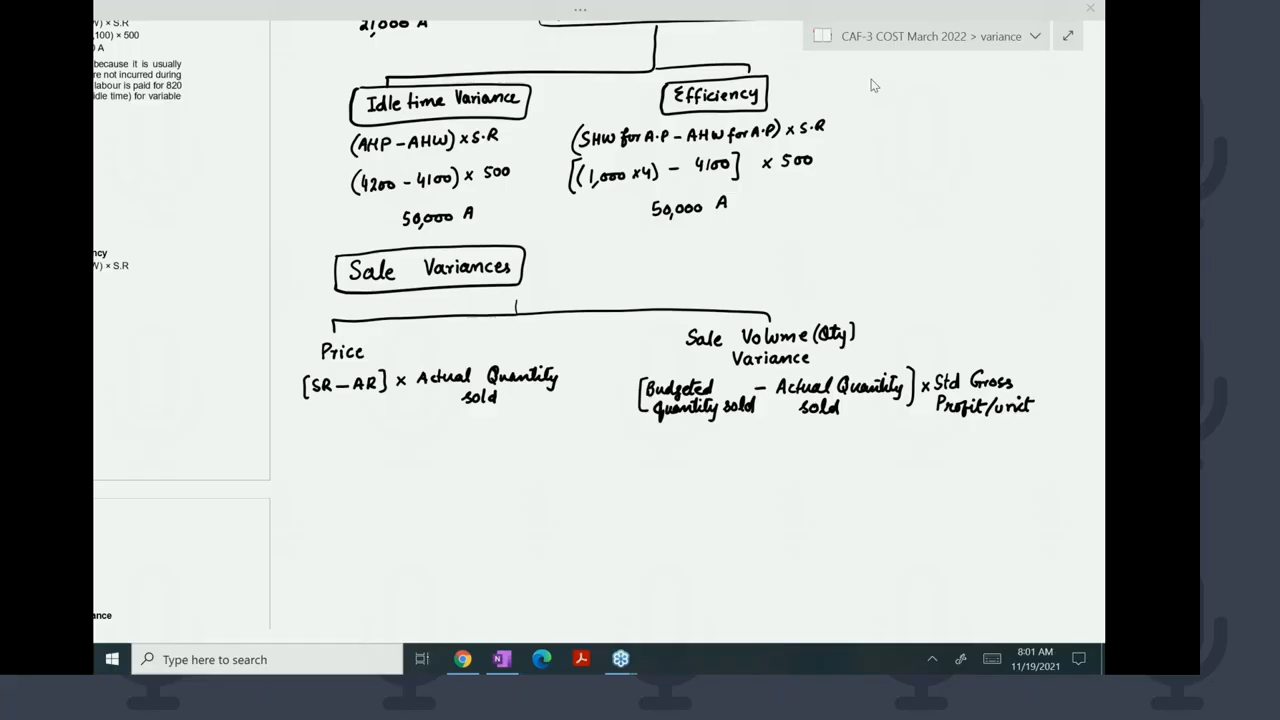 W) × S.R
,100) × 500
0 A
because it is usually
re not incurred during
labour is paid for 820
idle time) for variable
ncy
W) × S.R
ance
CAF-3 COST March 2022 > variance
21,000 A
Idle time Variance
(AHP - AHW) × S.R
(4200 - 4100) × 500
50,000 A
Efficiency
(SHW for A.P - AHW for A.P) × S.R
[(1,000 × 4) - 4100] × 500
50,000 A
Sale Variances
Price
[SR - AR] × Actual Quantity
sold
Sale Volume (Qty)
Variance
[Budgeted - Actual Quantity] × Std Gross
quantity sold sold Profit/unit
Type here to search
8:01 AM
11/19/2021